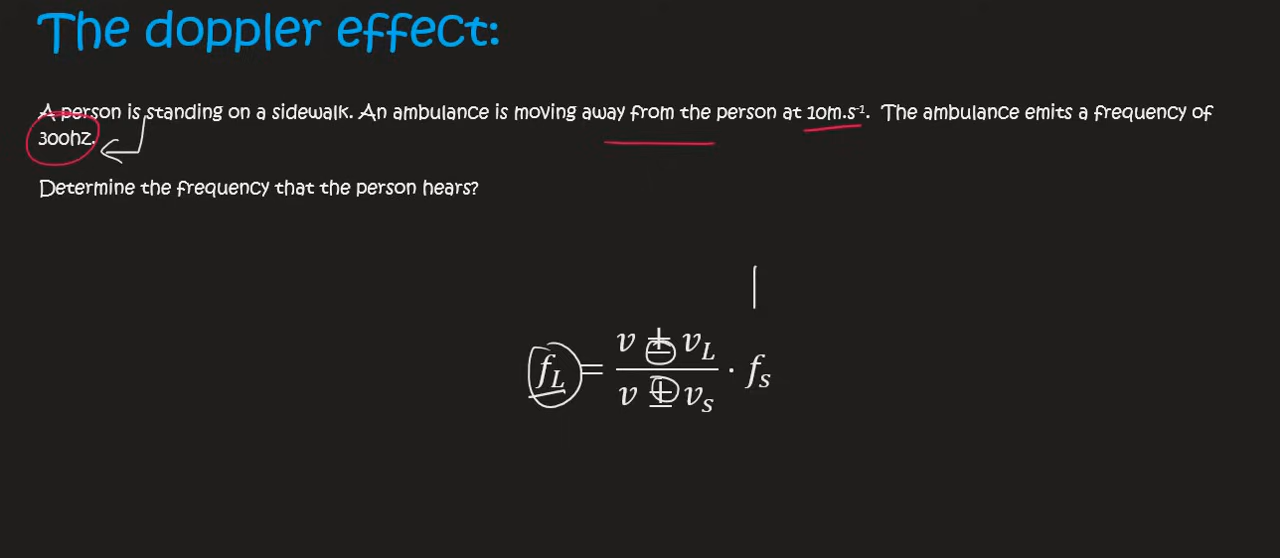 The doppler effect:
A person is standing on a sidewalk. An ambulance is moving away from the person at 10m.s⁻¹. The ambulance emits a frequency of
300hz.
Determine the frequency that the person hears?
f_L = (v ± v_L)/(v ± v_s) · f_s